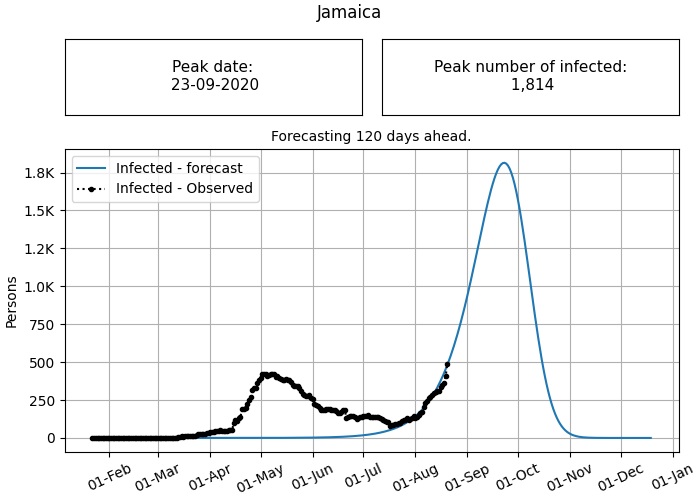 Jamaica
Peak date:
23-09-2020
Peak number of infected:
1,814
Forecasting 120 days ahead.
Infected - forecast
Infected - Observed
Persons
1.8K
1.5K
1.2K
1.0K
750
500
250
0
01-Feb
01-Mar
01-Apr
01-May
01-Jun
01-Jul
01-Aug
01-Sep
01-Oct
01-Nov
01-Dec
01-Jan